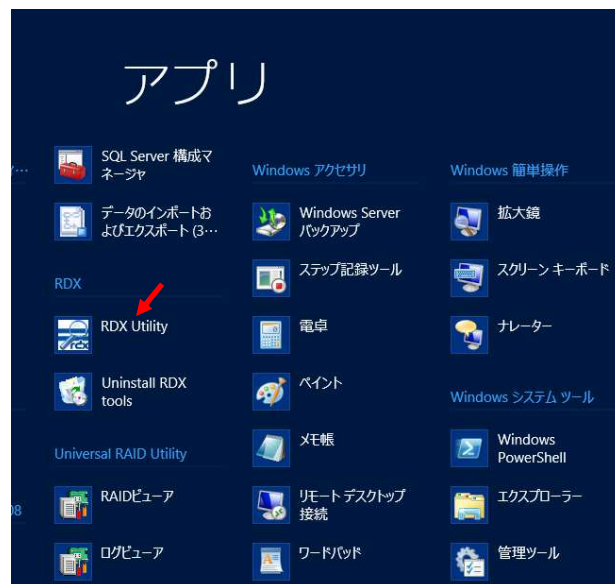 アプリ
SQL Server 構成マ
ネージャ
データのインポートお
よびエクスポート (3…
RDX
RDX Utility
Uninstall RDX
tools
Universal RAID Utility
RAIDビューア
ログビューア
Windows アクセサリ
Windows Server
バックアップ
ステップ記録ツール
電卓
ペイント
メモ帳
リモート デスクトップ
接続
ワードパッド
Windows 簡単操作
拡大鏡
スクリーン キーボード
ナレーター
Windows システム ツール
Windows
PowerShell
エクスプローラー
管理ツール